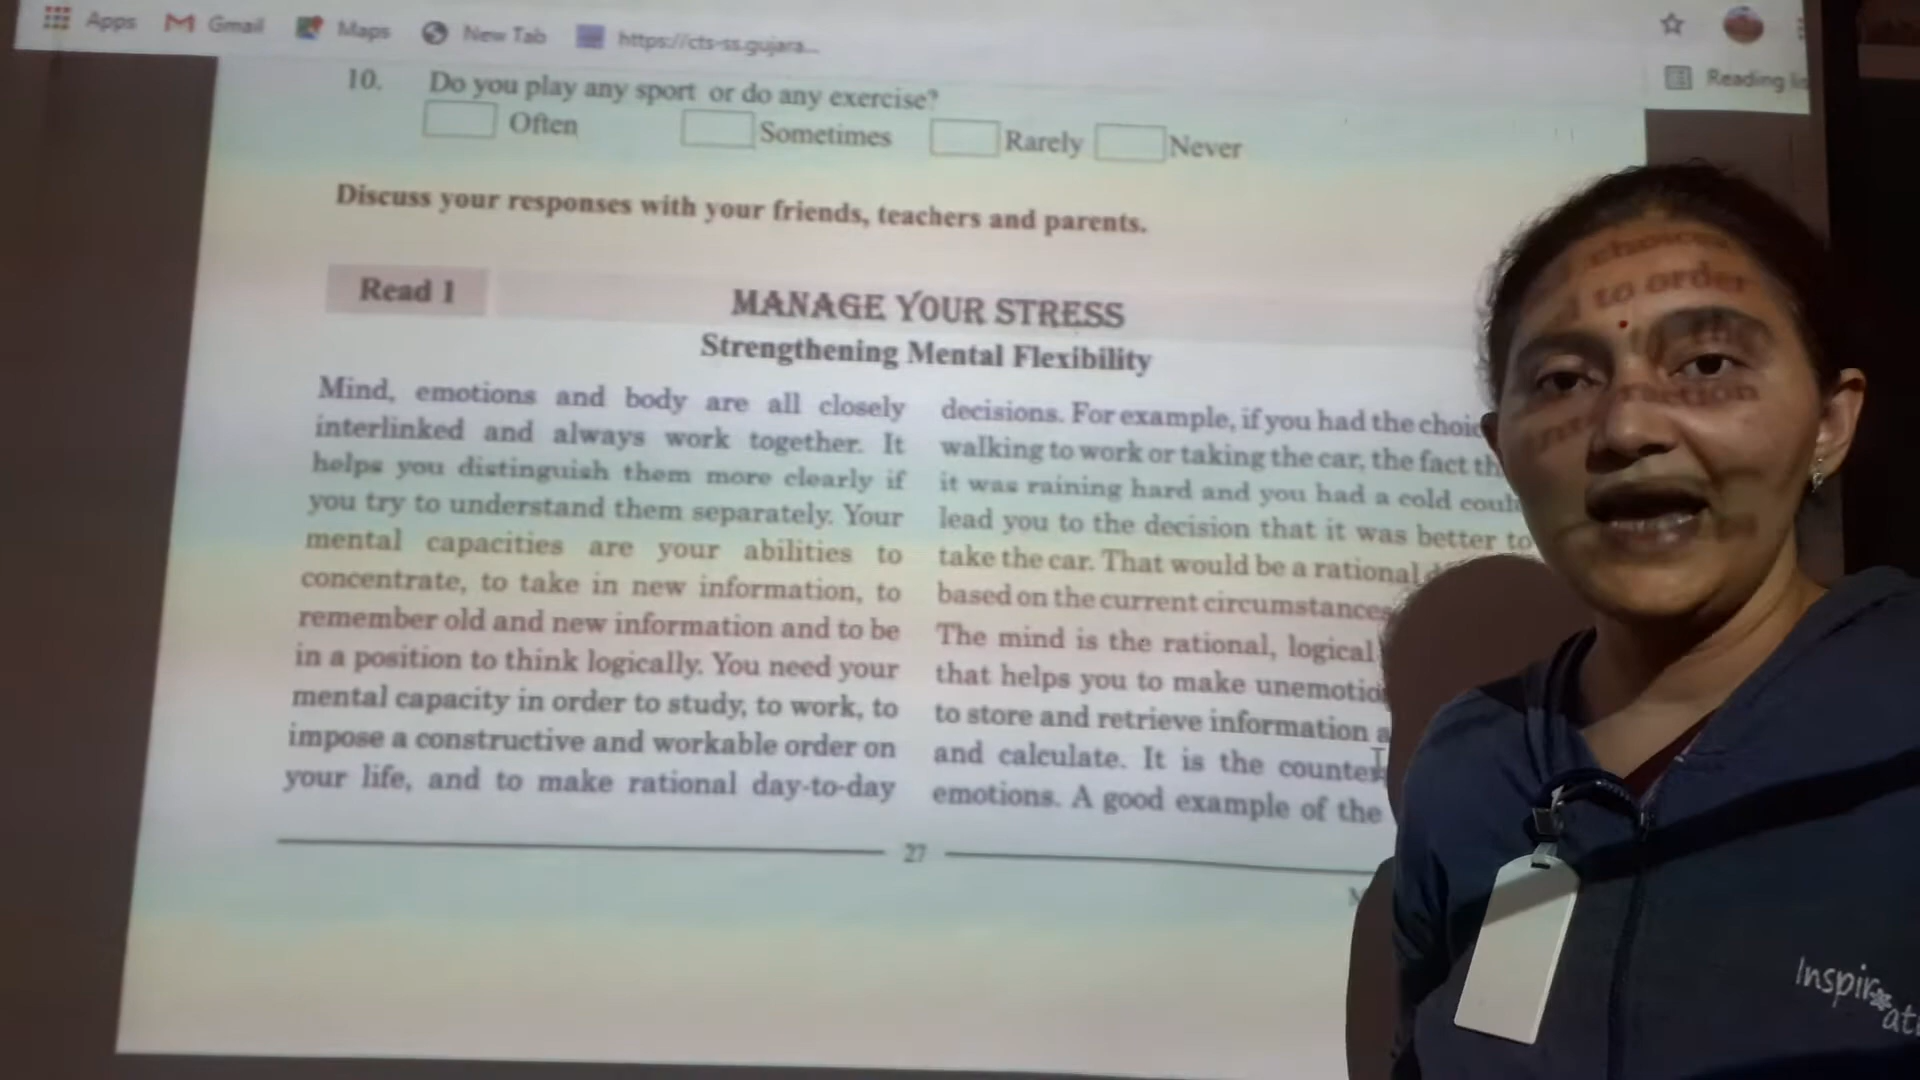 Apps Gmail Maps New Tab https://cts-ss.gujara...
Reading
10. Do you play any sport or do any exercise?
Often Sometimes Rarely Never
Discuss your responses with your friends, teachers and parents.
Read 1
MANAGE YOUR STRESS
Strengthening Mental Flexibility
Mind, emotions and body are all closely
interlinked and always work together. It
helps you distinguish them more clearly if
you try to understand them separately. Your
mental capacities are your abilities to
concentrate, to take in new information, to
remember old and new information and to be
in a position to think logically. You need your
mental capacity in order to study, to work, to
impose a constructive and workable order on
your life, and to make rational day-to-day
decisions. For example, if you had the
walking to work or taking the car, the fact
it was raining hard and you had a cold
lead you to the decision that it was better to
take the car. That would be a rational
based on the current
The mind is the rational, logical
that helps you to make
to store and retrieve information
and calculate. It is the
emotions. A good example of the
27
to order
Inspir